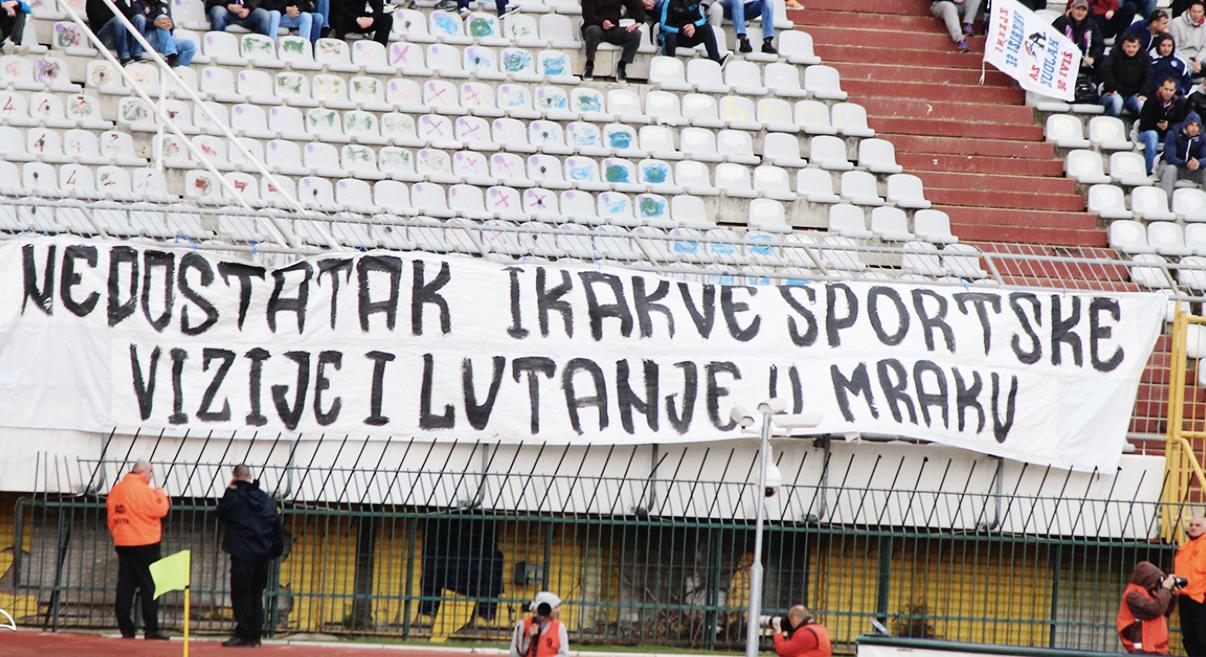 NEDOSTATAK IKAKVE SPORTSKE
VIZIJE I LUTANJE U MRAKU